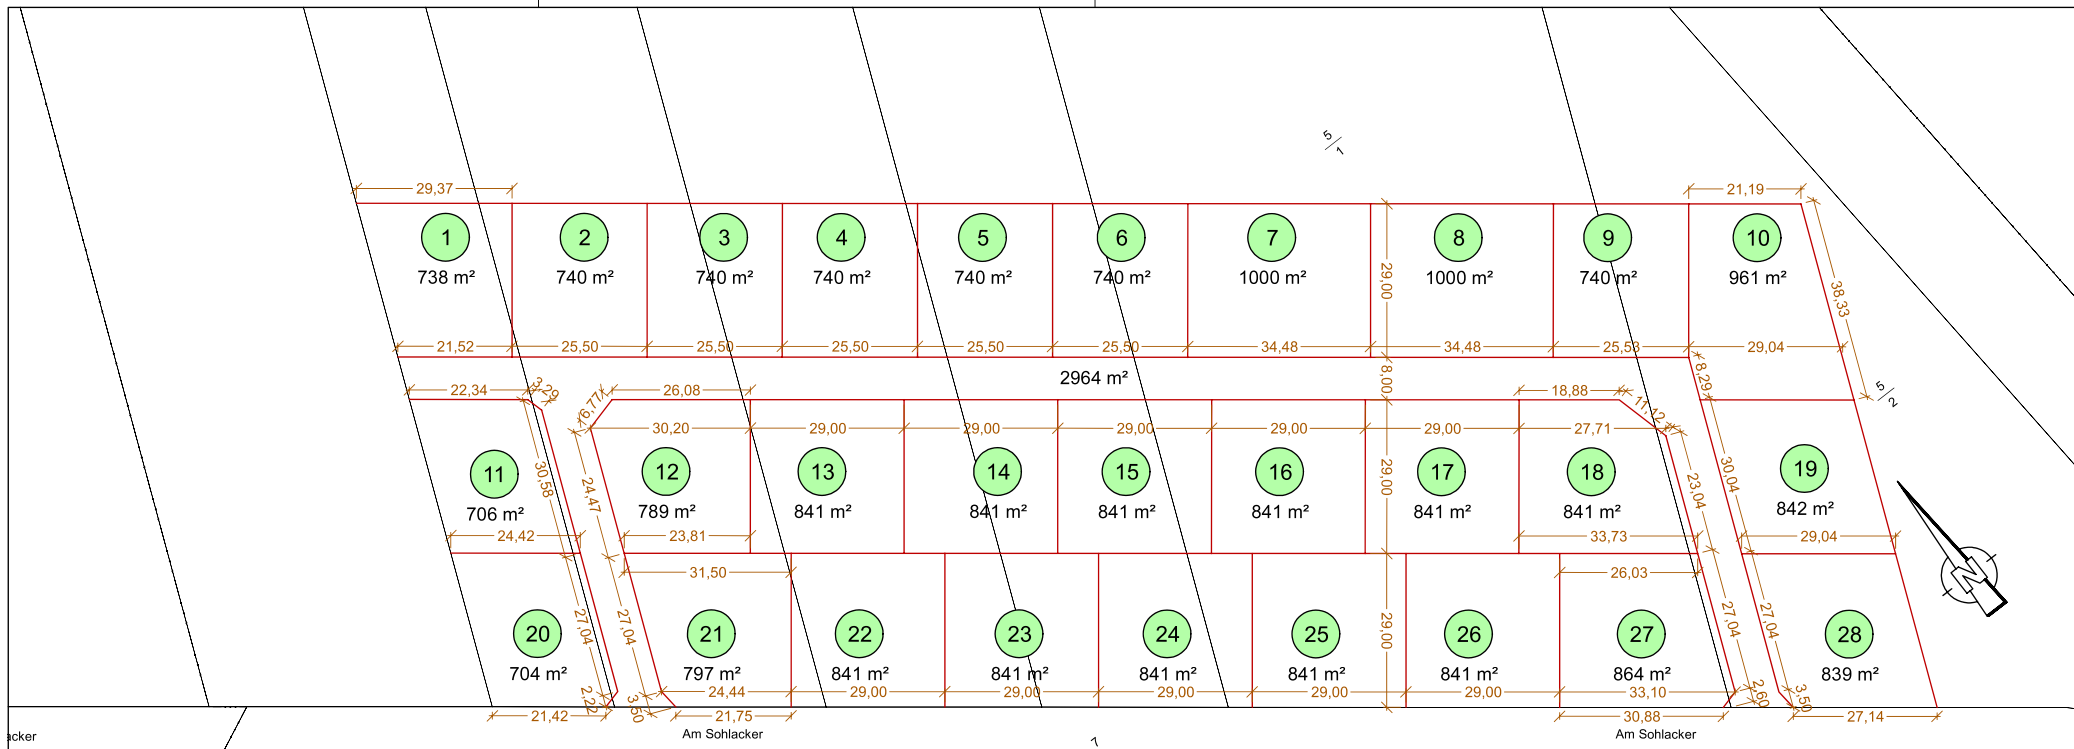 5/1
29,37
21,19
1
2
3
4
5
6
7
8
9
10
738 m²
740 m²
740 m²
740 m²
740 m²
740 m²
1000 m²
1000 m²
740 m²
961 m²
29,00
38,33
21,52
25,50
25,50
25,50
25,50
25,50
34,48
34,48
25,53
29,04
2964 m²
8,00
8,29
5/2
22,34
3,29
6,77
26,08
18,88
11,12
30,20
29,00
29,00
29,00
29,00
29,00
27,71
11
12
13
14
15
16
17
18
19
30,58
24,47
29,00
23,04
30,04
706 m²
789 m²
841 m²
841 m²
841 m²
841 m²
841 m²
841 m²
842 m²
24,42
23,81
33,73
29,04
N
31,50
26,03
20
21
22
23
24
25
26
27
28
27,04
27,04
29,00
27,04
27,04
704 m²
797 m²
841 m²
841 m²
841 m²
841 m²
841 m²
864 m²
839 m²
24,44
29,00
29,00
29,00
29,00
29,00
33,10
2,22
3,50
2,60
3,50
21,42
21,75
30,88
27,14
acker
Am Sohlacker
7
Am Sohlacker